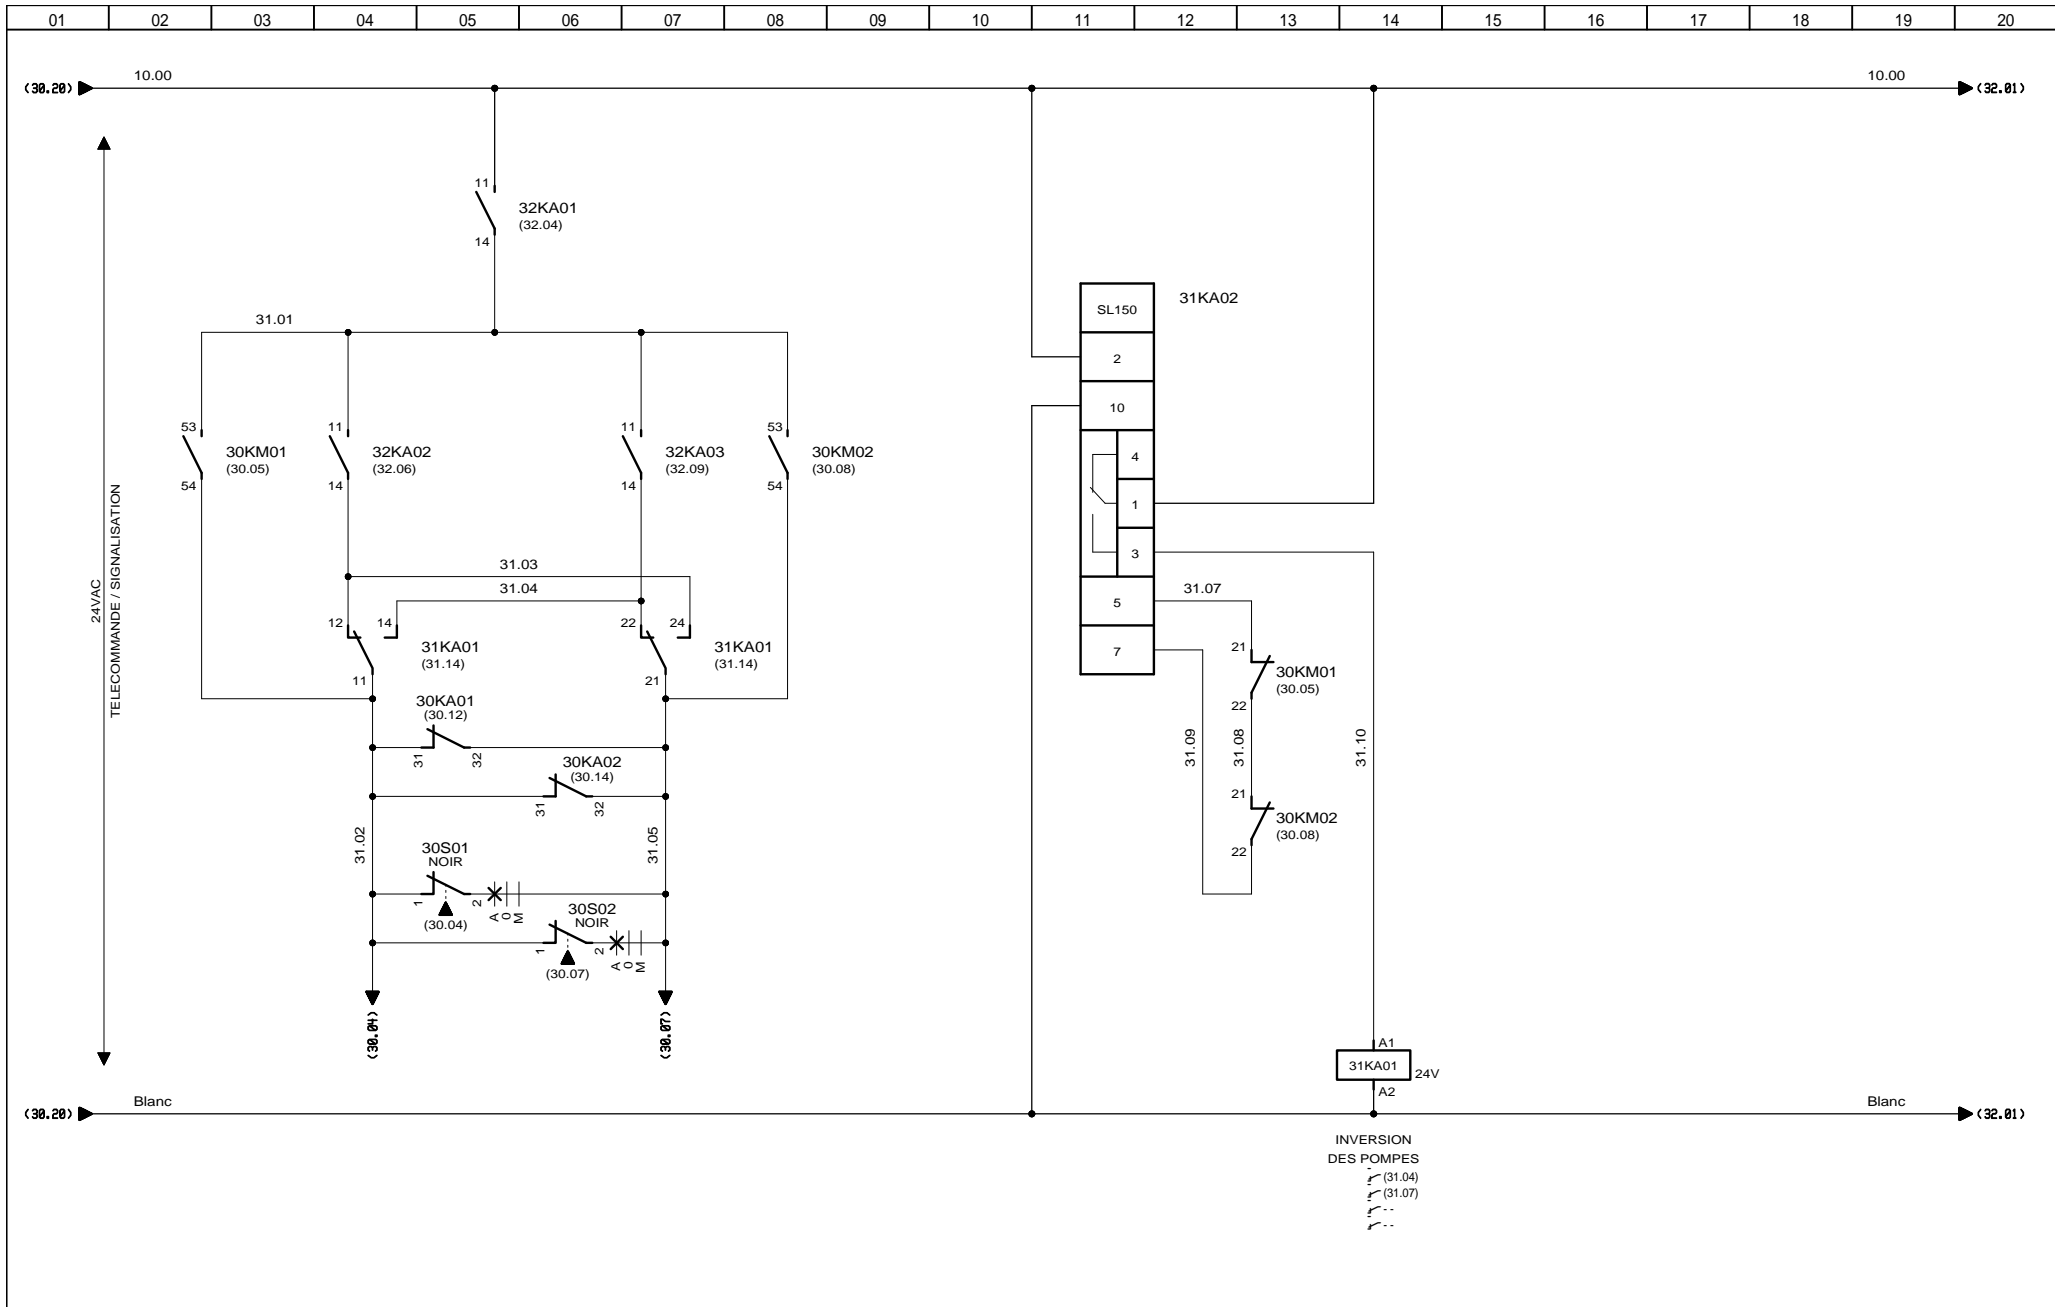 01 02 03 04 05 06 07 08 09 10 11 12 13 14 15 16 17 18 19 20
10.00 10.00
(30.20) (32.01)
11
32KA01
(32.04)
14
31KA02
SL150
31.01
2
10
53 11 11 53
30KM01 32KA02 32KA03 30KM02
(30.05) (32.06) (32.09) (30.08)
54 14 14 54
4
1
3
24VAC
TELECOMMANDE / SIGNALISATION
31.03
31.04
31.07
5
7
12 14 22 24
31KA01 31KA01
(31.14) (31.14)
11 21
21
30KM01
(30.05)
22
30KA01
(30.12)
31 32
30KA02
(30.14)
31 32
31.09 31.08 31.10
21
30KM02
(30.08)
22
31.02 31.05
30S01
NOIR
1 2 A O M
(30.04)
30S02
NOIR
1 2 A O M
(30.07)
(30.04) (30.07)
A1
31KA01
24V
A2
Blanc Blanc
(30.20) (32.01)
INVERSION
DES POMPES
(31.04)
(31.07)
- -
- -